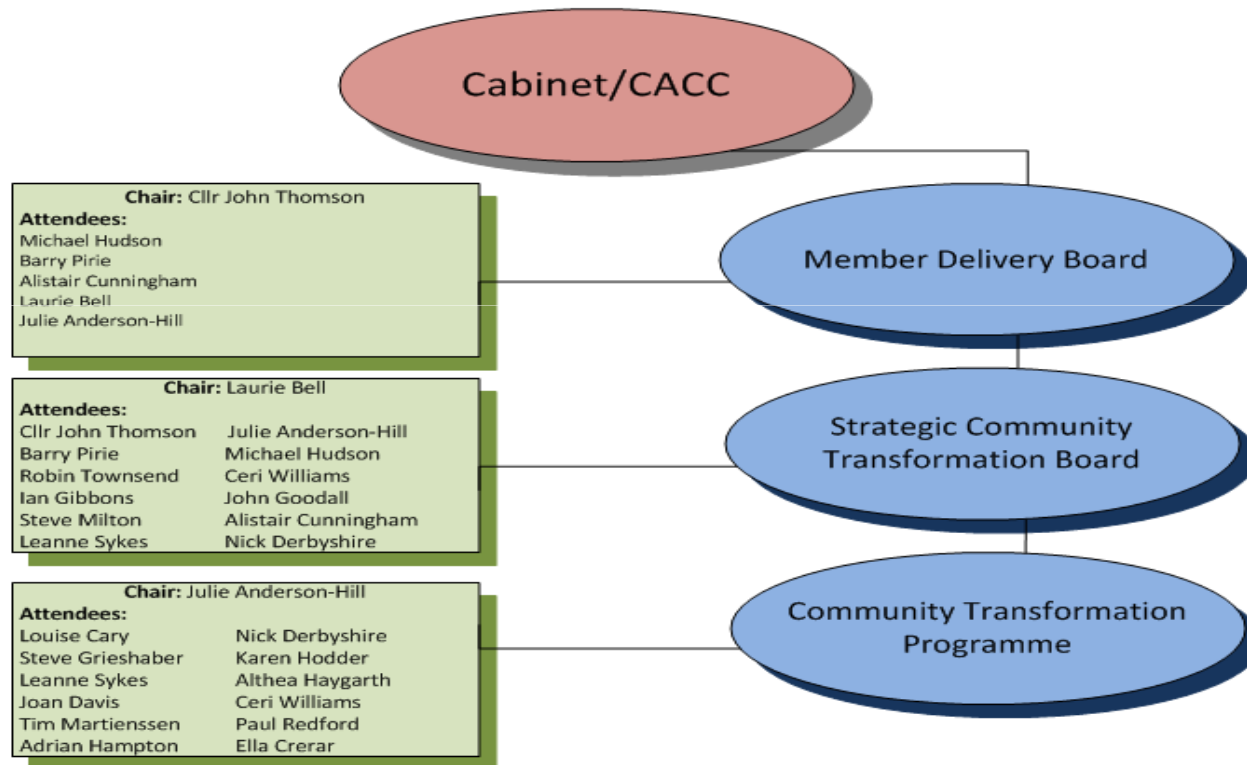 Cabinet/CACC
Chair: Cllr John Thomson
Attendees:
Michael Hudson
Barry Pirie
Alistair Cunningham
Laurie Bell
Julie Anderson-Hill
Member Delivery Board
Chair: Laurie Bell
Attendees:
Cllr John Thomson Julie Anderson-Hill
Barry Pirie Michael Hudson
Robin Townsend Ceri Williams
Ian Gibbons John Goodall
Steve Milton Alistair Cunningham
Leanne Sykes Nick Derbyshire
Strategic Community
Transformation Board
Chair: Julie Anderson-Hill
Attendees:
Louise Cary Nick Derbyshire
Steve Grieshaber Karen Hodder
Leanne Sykes Althea Haygarth
Joan Davis Ceri Williams
Tim Martienssen Paul Redford
Adrian Hampton Ella Crerar
Community Transformation
Programme